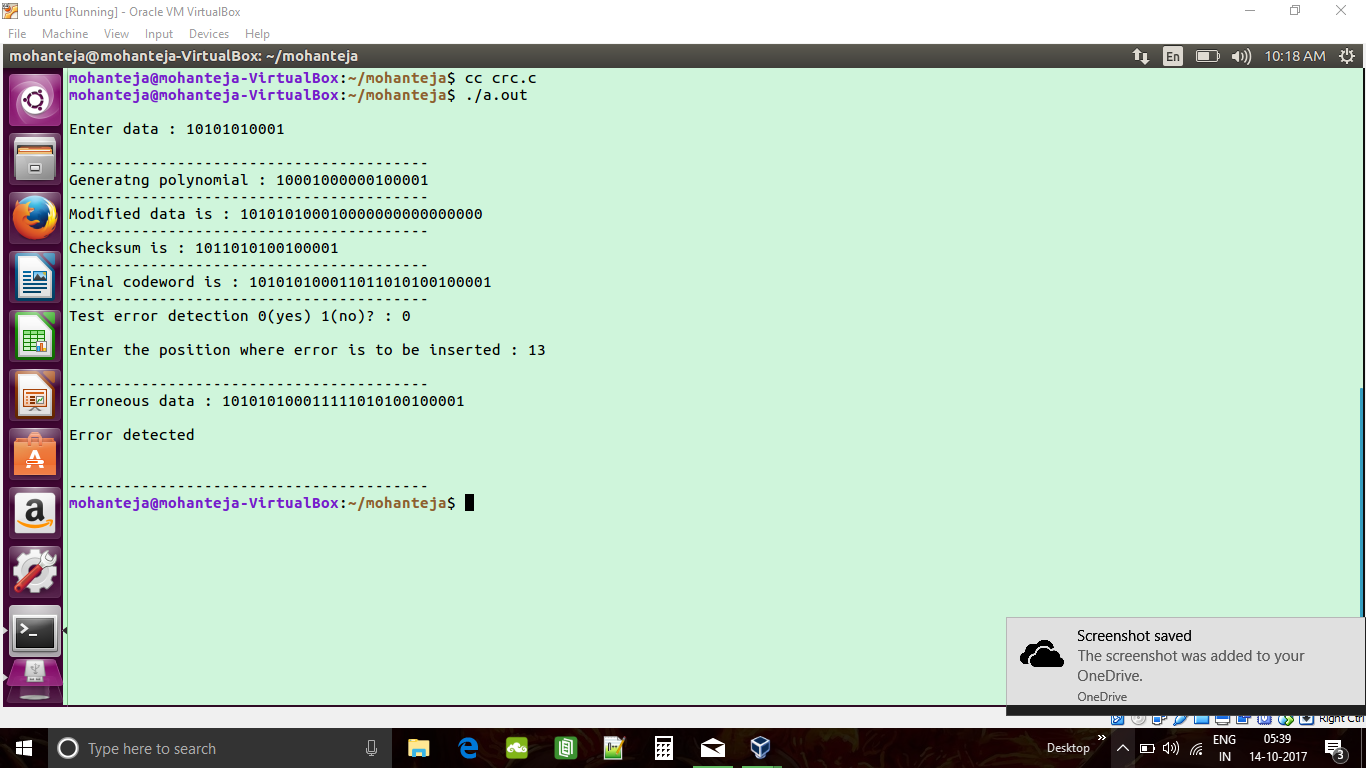 ubuntu [Running] - Oracle VM VirtualBox
File Machine View Input Devices Help
mohanteja@mohanteja-VirtualBox: ~/mohanteja En 10:18 AM
mohanteja@mohanteja-VirtualBox:~/mohanteja$ cc crc.c
mohanteja@mohanteja-VirtualBox:~/mohanteja$ ./a.out
Enter data : 10101010001
----------------------------------------
Generatng polynomial : 10001000000100001
----------------------------------------
Modified data is : 101010100010000000000000000
----------------------------------------
Checksum is : 1011010100100001
----------------------------------------
Final codeword is : 101010100011011010100100001
----------------------------------------
Test error detection 0(yes) 1(no)? : 0
Enter the position where error is to be inserted : 13
----------------------------------------
Erroneous data : 101010100011111010100100001
Error detected
----------------------------------------
mohanteja@mohanteja-VirtualBox:~/mohanteja$
Screenshot saved
The screenshot was added to your
OneDrive.
OneDrive
Right Ctrl
Type here to search
Desktop
ENG
IN
05:39
14-10-2017
3